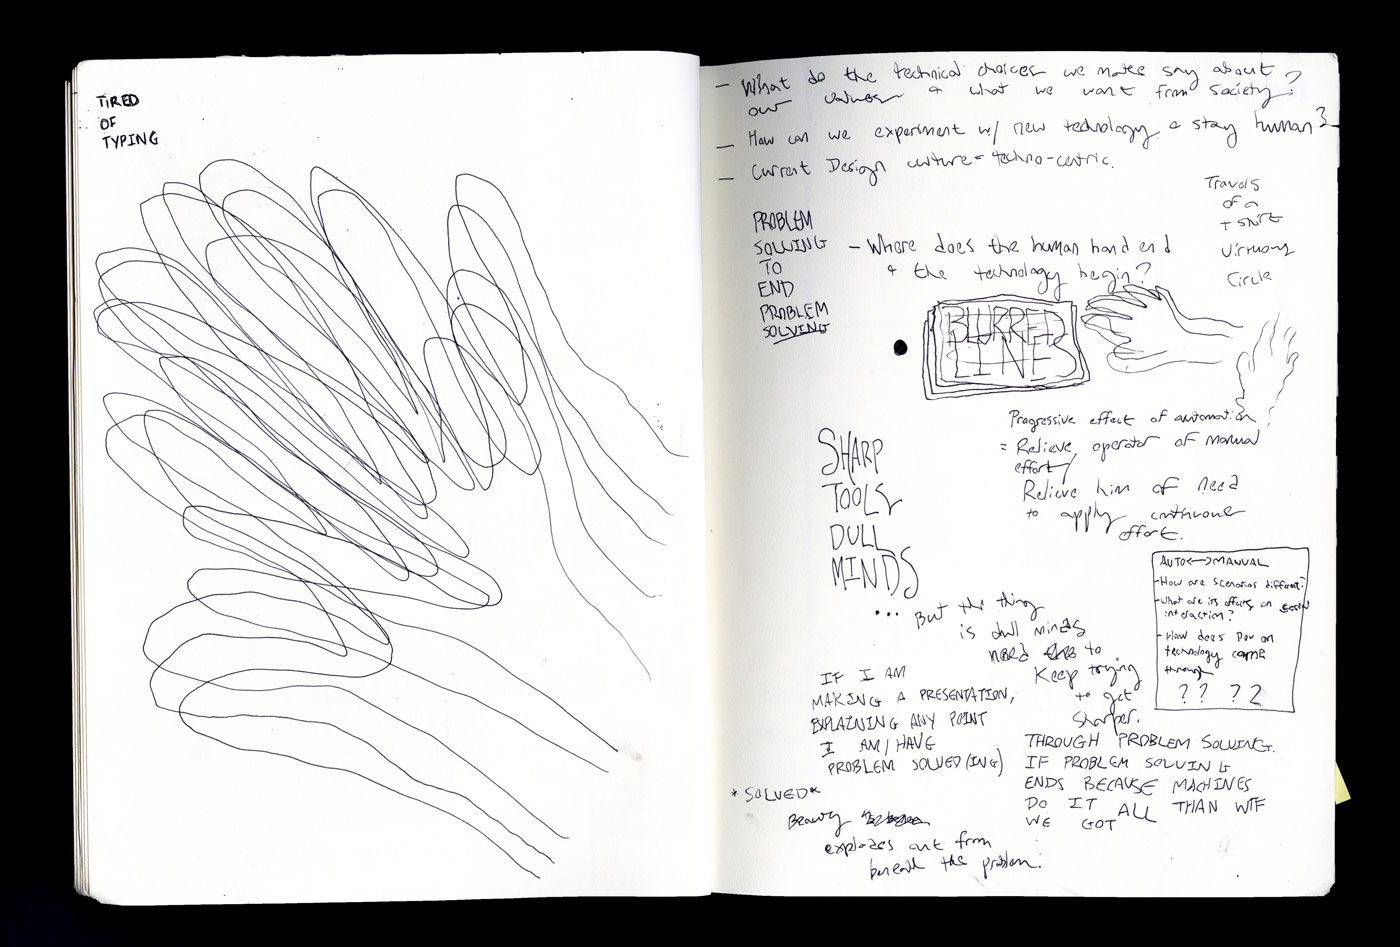 TIRED
OF
TYPING
– What do the technical choices we make say about
our values + what we want from society?
– How can we experiment w/ new technology + stay human?
– Current Design culture = techno-centric.
Travels
of a
t shirt
Virtuous
Circle
PROBLEM
SOLVING
TO
END
PROBLEM
SOLVING
– Where does the human hand end
+ the technology begin?
BLURRED
LINES
Progressive effect of automation
= Relieve operator of manual
effort/
Relieve him of need
to apply continuous
effort.
SHARP
TOOLS
DULL
MINDS
... But the thing
is dull minds
need to
Keep trying
to get
sharper.
AUTO <–> MANUAL
– How are scenarios different?
– What are its effects on
interaction?
– How does
technology come
through
? ? ? ?
IF I AM
MAKING A PRESENTATION,
EXPLAINING ANY POINT
I AM/HAVE
PROBLEM SOLVED(ING)
*SOLVED*
THROUGH PROBLEM SOLVING.
IF PROBLEM SOLVING
ENDS BECAUSE MACHINES
DO IT ALL THAN WTF
WE GOT
Beauty
explodes out from
beneath the problem.